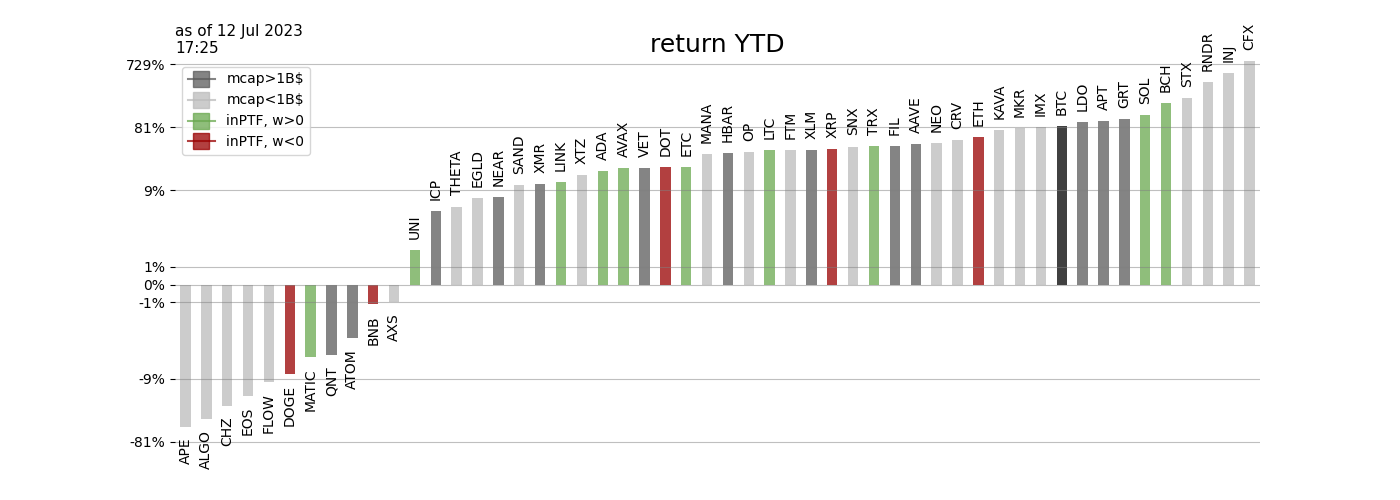 as of 12 Jul 2023
17:25
return YTD
729%
81%
9%
1%
0%
-1%
-9%
-81%
mcap>1B$
mcap<1B$
inPTF, w>0
inPTF, w<0
APE
ALGO
CHZ
EOS
FLOW
DOGE
MATIC
QNT
ATOM
BNB
AXS
UNI
ICP
THETA
EGLD
NEAR
SAND
XMR
LINK
XTZ
ADA
AVAX
VET
DOT
ETC
MANA
HBAR
OP
LTC
FTM
XLM
XRP
SNX
TRX
FIL
AAVE
NEO
CRV
ETH
KAVA
MKR
IMX
BTC
LDO
APT
GRT
SOL
BCH
STX
RNDR
INJ
CFX